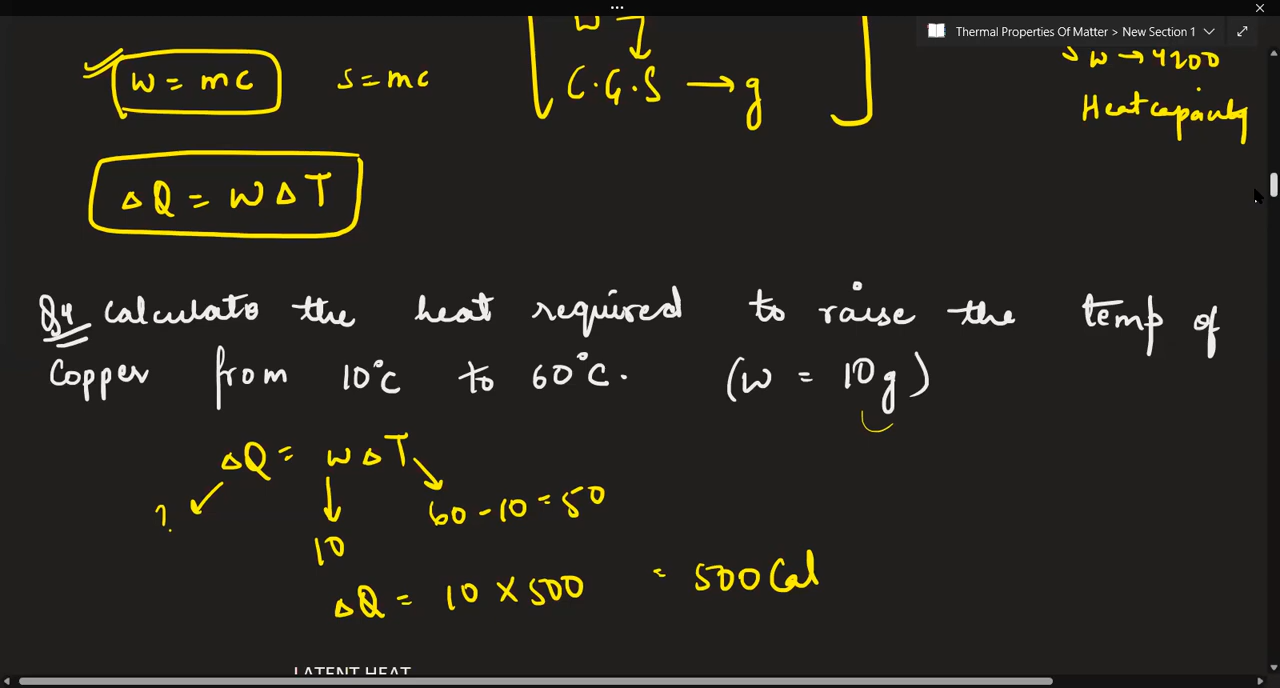 Thermal Properties Of Matter > New Section 1
W
C.G.S → g
W = mc
S = mc
SW → 4200
Heat capacity
ΔQ = WΔT
Q4 Calculate the heat required to raise the temp of
Copper from 10°C to 60°C. (W = 10g)
ΔQ = WΔT
?
60 - 10 = 50
10
ΔQ = 10 × 500 = 500 Cal
LATENT HEAT